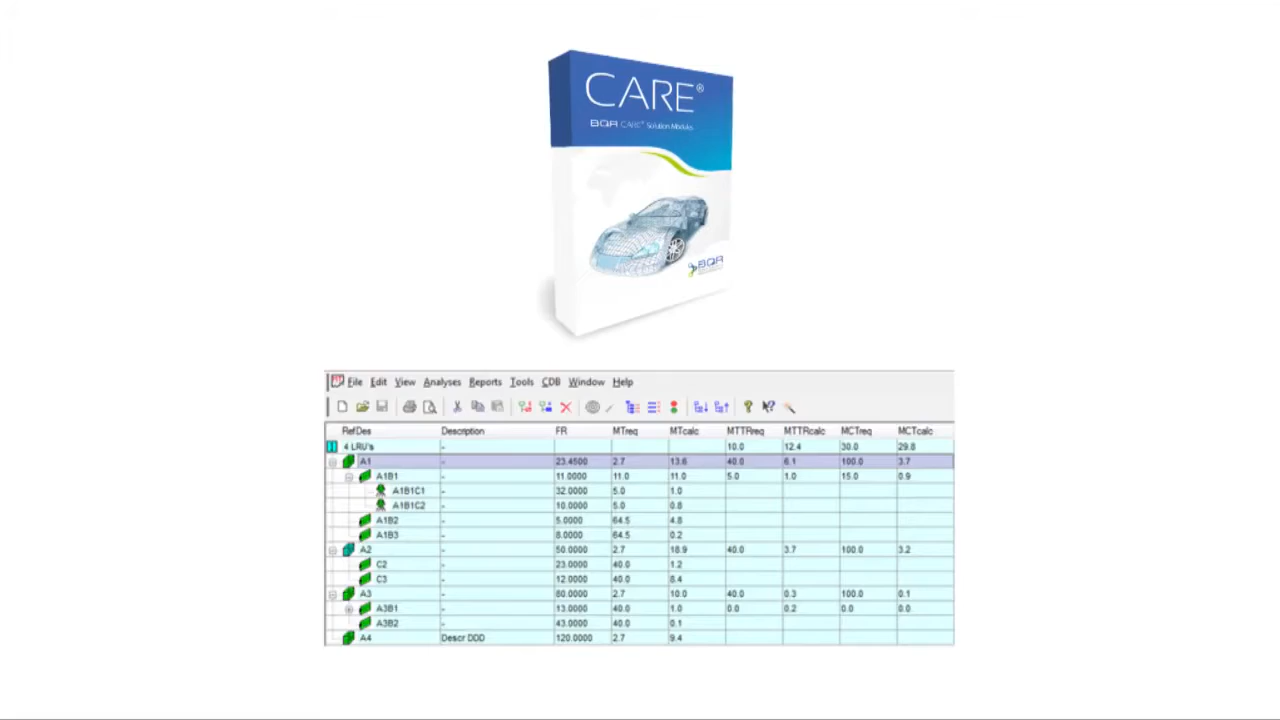 CARE®
BQR CARE® Solution Modules
BQR
File Edit View Analyses Reports Tools CDB Window Help
RefDes Description FR MTreq MTcalc MTTRreq MTTRcalc MCTreq MCTcalc
4 LRU's - 10.0 12.4 30.0 29.8
A1 - 23.4500 2.7 13.6 40.0 6.1 100.0 3.7
A1B1 - 11.0000 11.0 11.0 5.0 1.0 15.0 0.9
A1B1C1 - 32.0000 5.0 1.0
A1B1C2 - 10.0000 5.0 0.8
A1B2 - 5.0000 64.5 4.8
A1B3 - 8.0000 64.5 0.2
A2 - 50.0000 2.7 18.9 40.0 3.7 100.0 3.2
C2 - 23.0000 40.0 1.2
C3 - 12.0000 40.0 8.4
A3 - 80.0000 2.7 10.0 40.0 0.3 100.0 0.1
A3B1 - 13.0000 40.0 1.0 0.0 0.2 0.0 0.0
A3B2 - 43.0000 40.0 0.1
A4 Descr DDD 120.0000 2.7 9.4